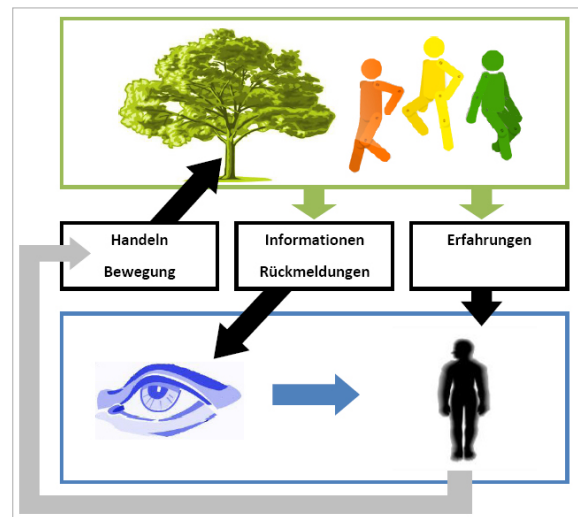 Handeln
Bewegung
Informationen
Rückmeldungen
Erfahrungen